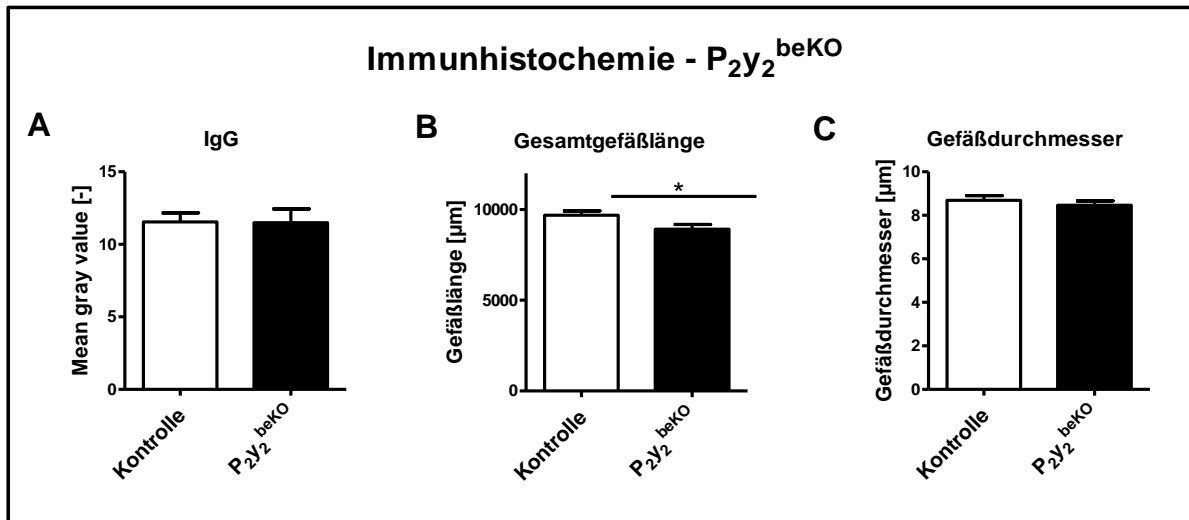 Immunhistochemie - P₂y₂ᵇᵉᴷᴼ
A
IgG
Mean gray value [-]
15
10
5
0
Kontrolle
P₂y₂ᵇᵉᴷᴼ
B
Gesamtgefäßlänge
Gefäßlänge [µm]
10000
5000
0
*
Kontrolle
P₂y₂ᵇᵉᴷᴼ
C
Gefäßdurchmesser
Gefäßdurchmesser [µm]
10
8
6
4
2
0
Kontrolle
P₂y₂ᵇᵉᴷᴼ